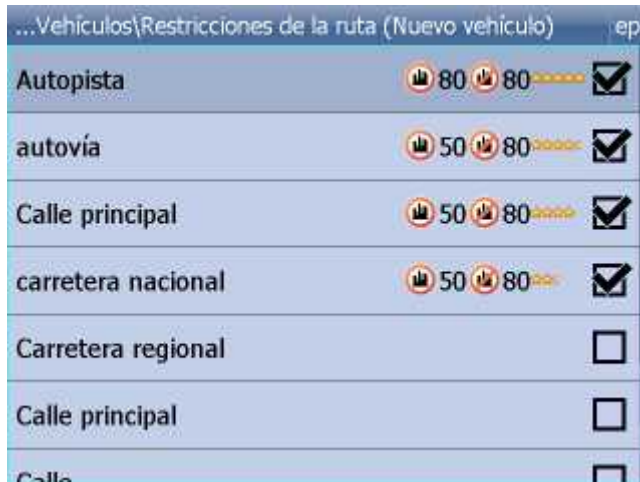 ...Vehículos\Restricciones de la ruta (Nuevo vehículo) ep
Autopista 80 80
autovía 50 80
Calle principal 50 80
carretera nacional 50 80
Carretera regional
Calle principal
Calle